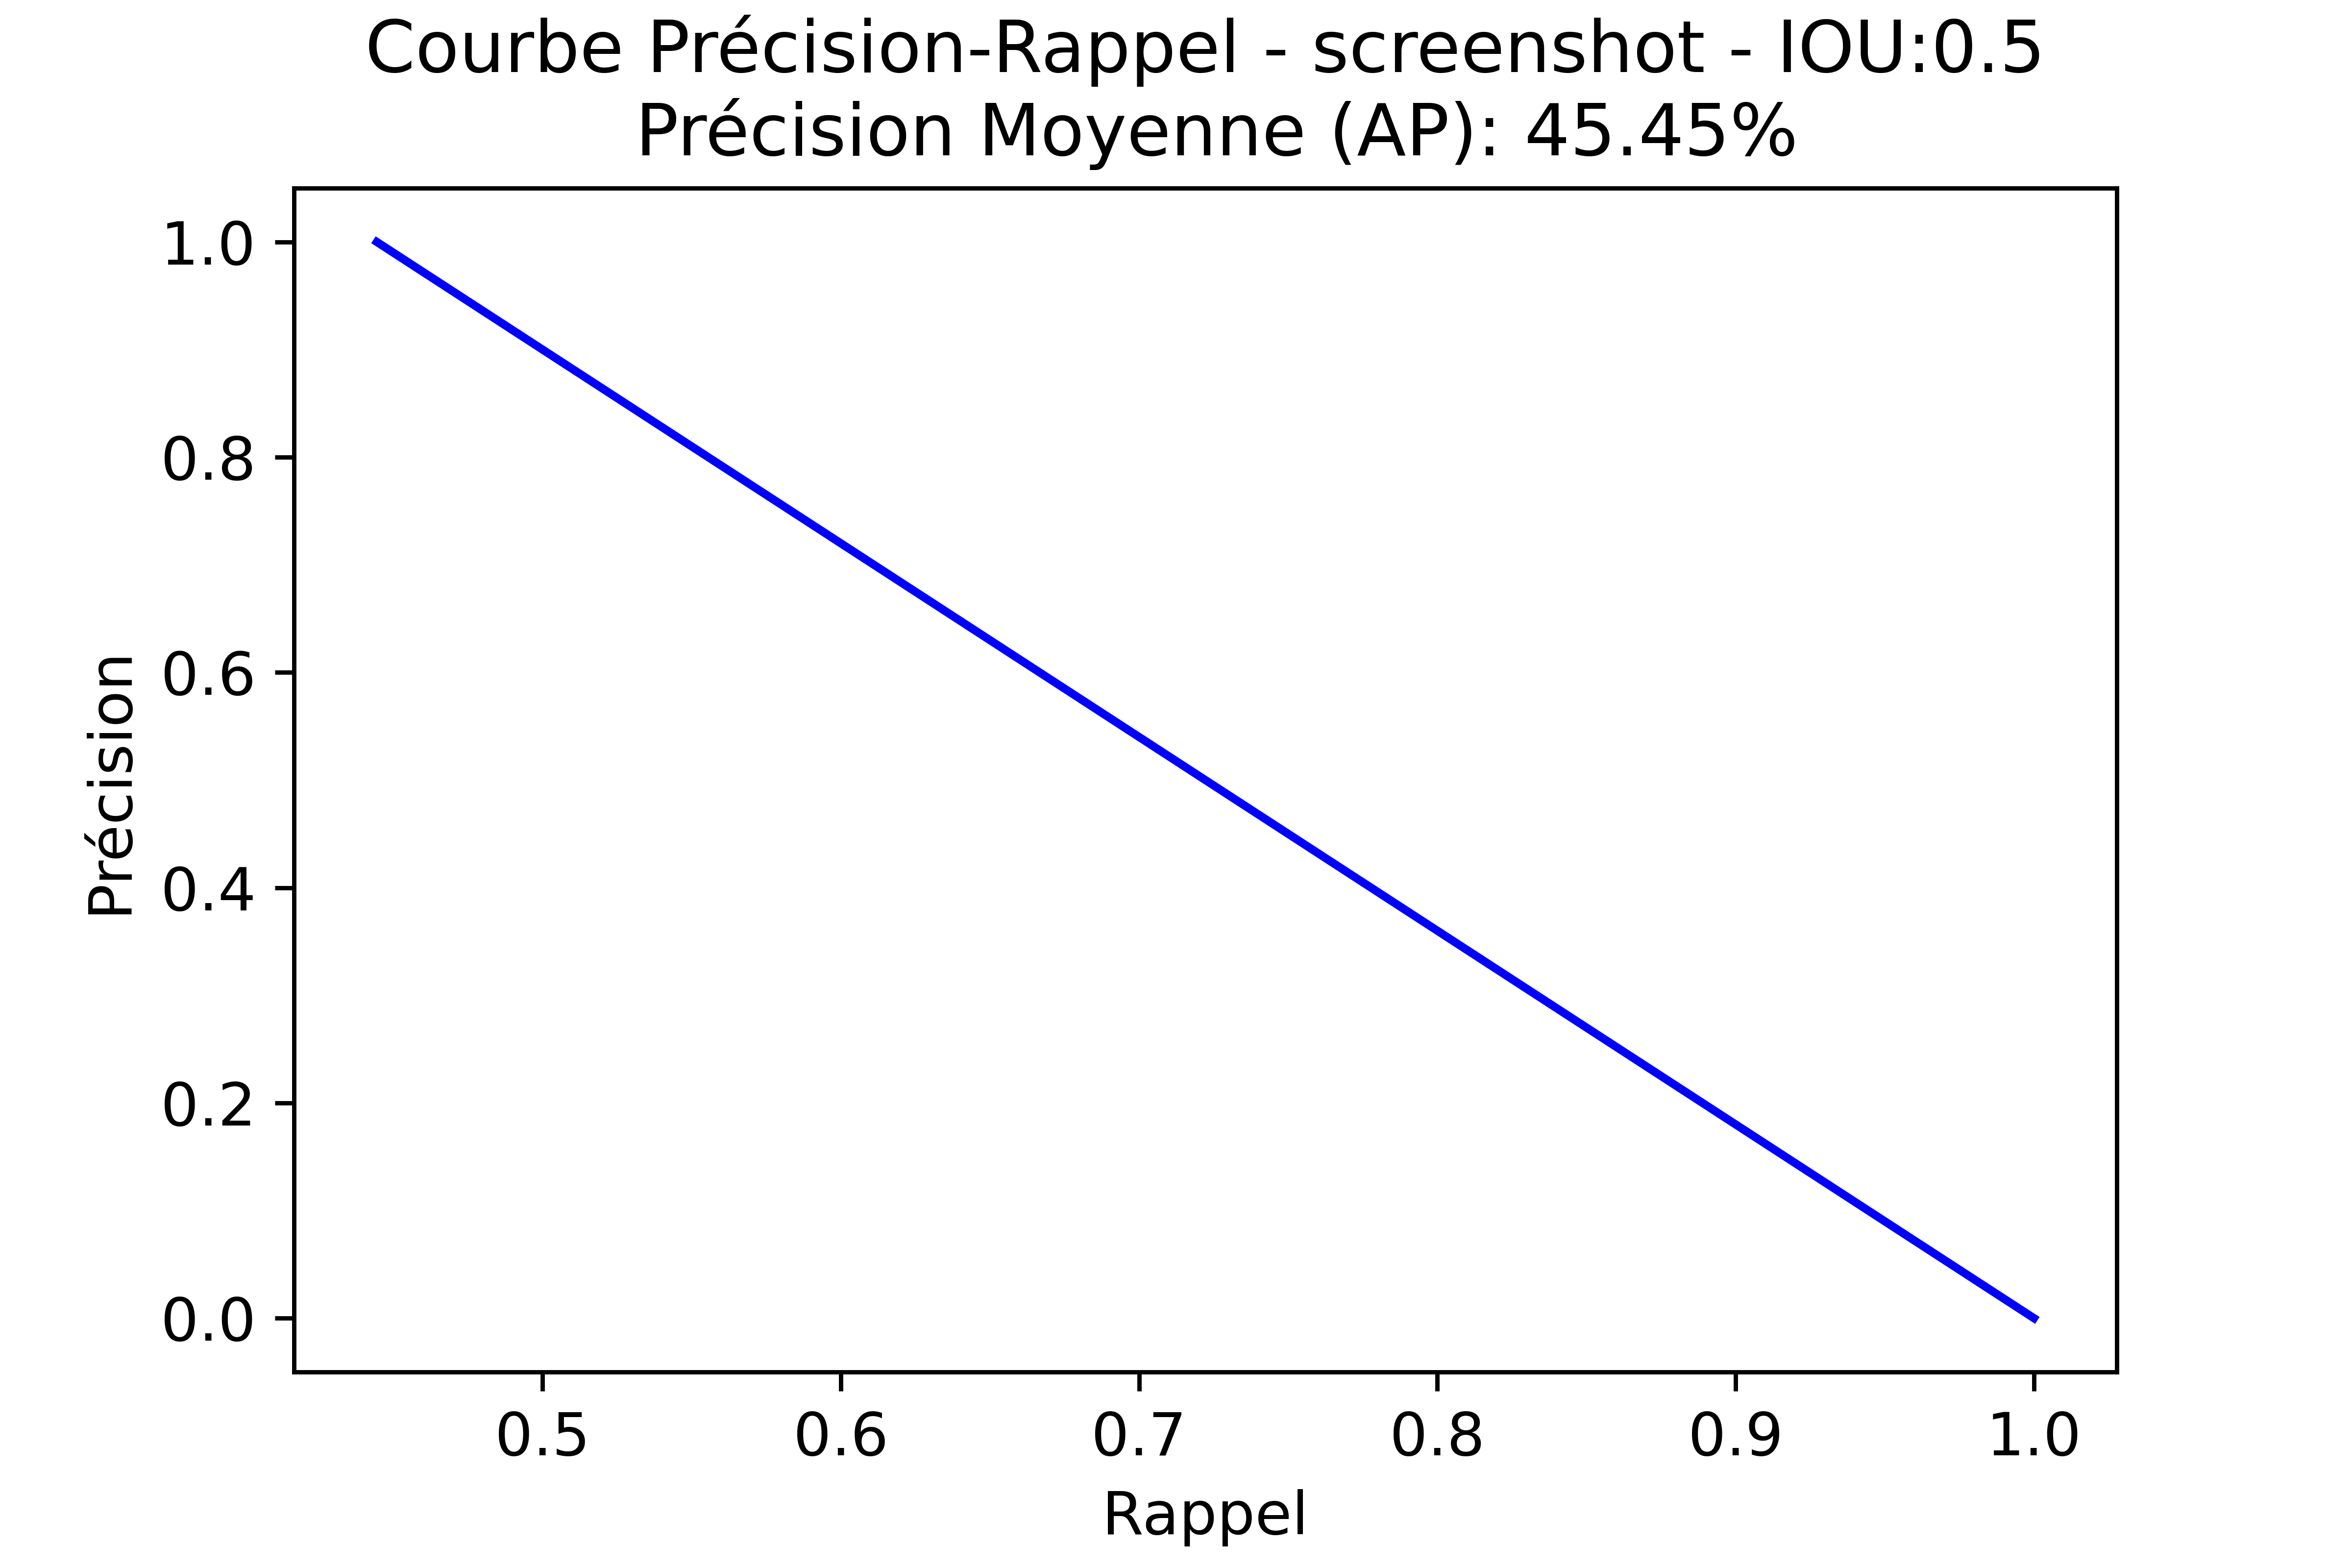 Courbe Précision-Rappel - screenshot - IOU:0.5
Précision Moyenne (AP): 45.45%
1.0
0.8
0.6
0.4
0.2
0.0
Précision
0.5 0.6 0.7 0.8 0.9 1.0
Rappel